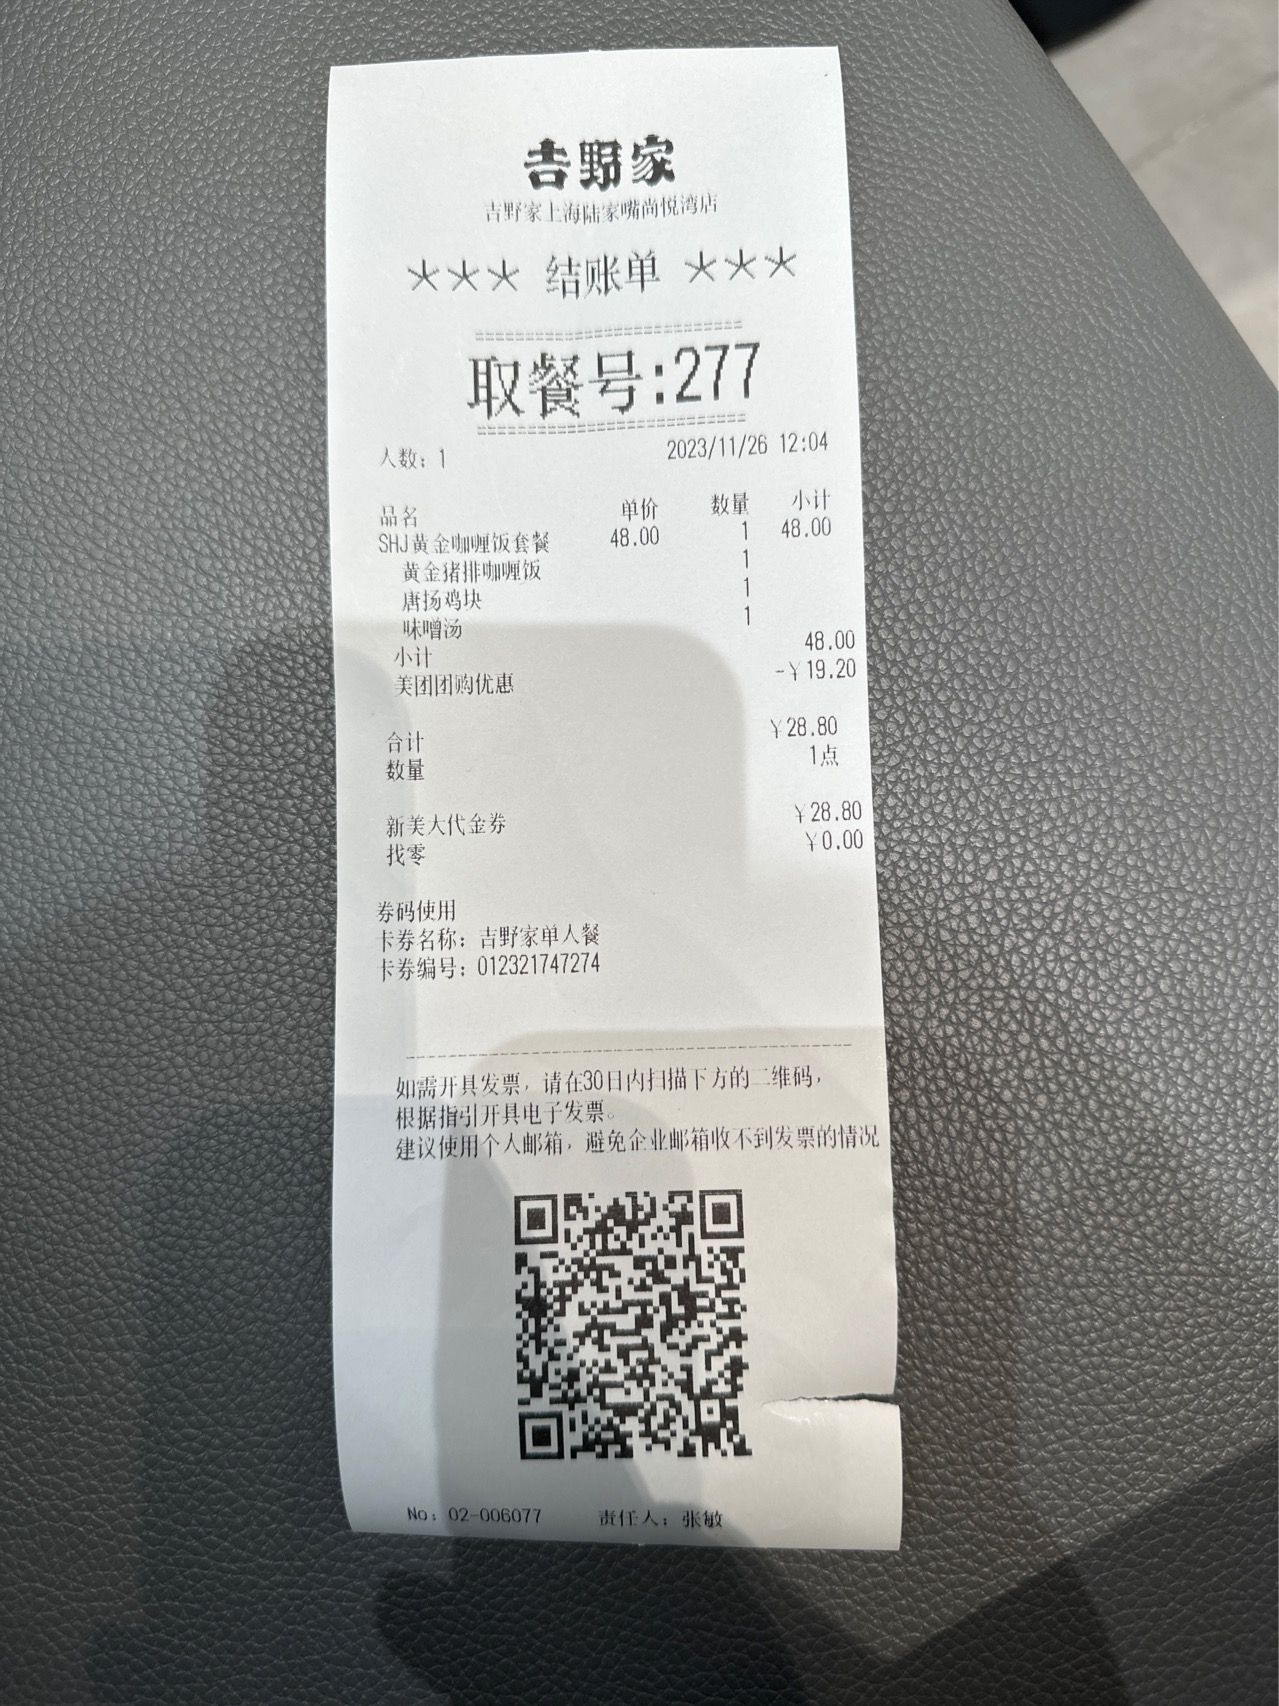 吉野家
吉野家上海陆家嘴尚悦湾店
*** 结账单 ***
==========================
取餐号:277
==========================
人数: 1 2023/11/26 12:04
品名 单价 数量 小计
SHJ黄金咖喱饭套餐 48.00 1 48.00
黄金猪排咖喱饭 1
唐扬鸡块 1
味噌汤 1
小计 48.00
美团团购优惠 -¥19.20
合计 ¥28.80
数量 1点
新美大代金券 ¥28.80
找零 ¥0.00
券码使用
卡券名称: 吉野家单人餐
卡券编号: 012321747274
如需开具发票, 请在30日内扫描下方的二维码,
根据指引开具电子发票。
建议使用个人邮箱, 避免企业邮箱收不到发票的情况
No: 02-006077 责任人: 张敏